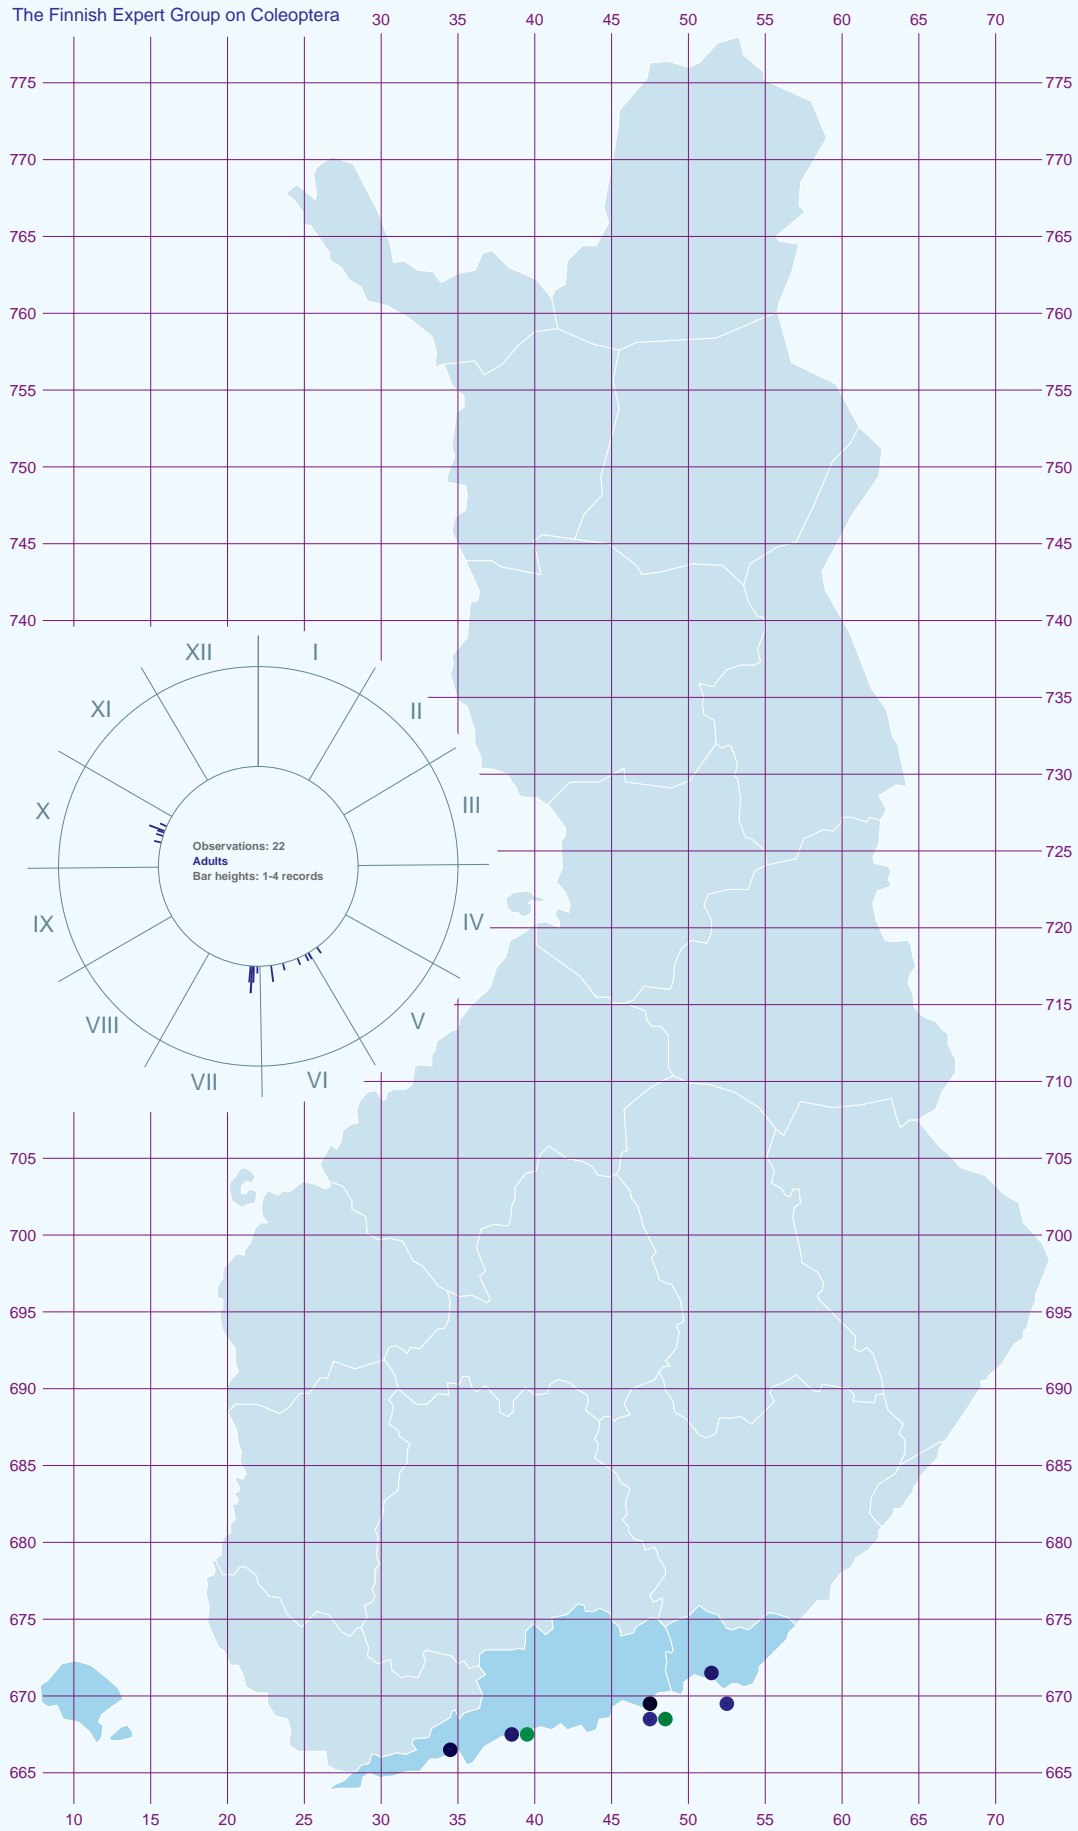 The Finnish Expert Group on Coleoptera
30 40 50 55 60 65 70
35 45
775 775
770 770
765 765
760 760
755 755
750 750
745 745
740 740
735
730
725
720
715
710
705 705
700 700
695 695
690 690
685 685
680 680
675 675
670 670
665 665
XII I
XI II
X III
IX IV
VIII V
VII VI
Observations: 22
Adults
Bar heights: 1-4 records
10 15 20 25 30 35 40 45 50 55 60 65 70